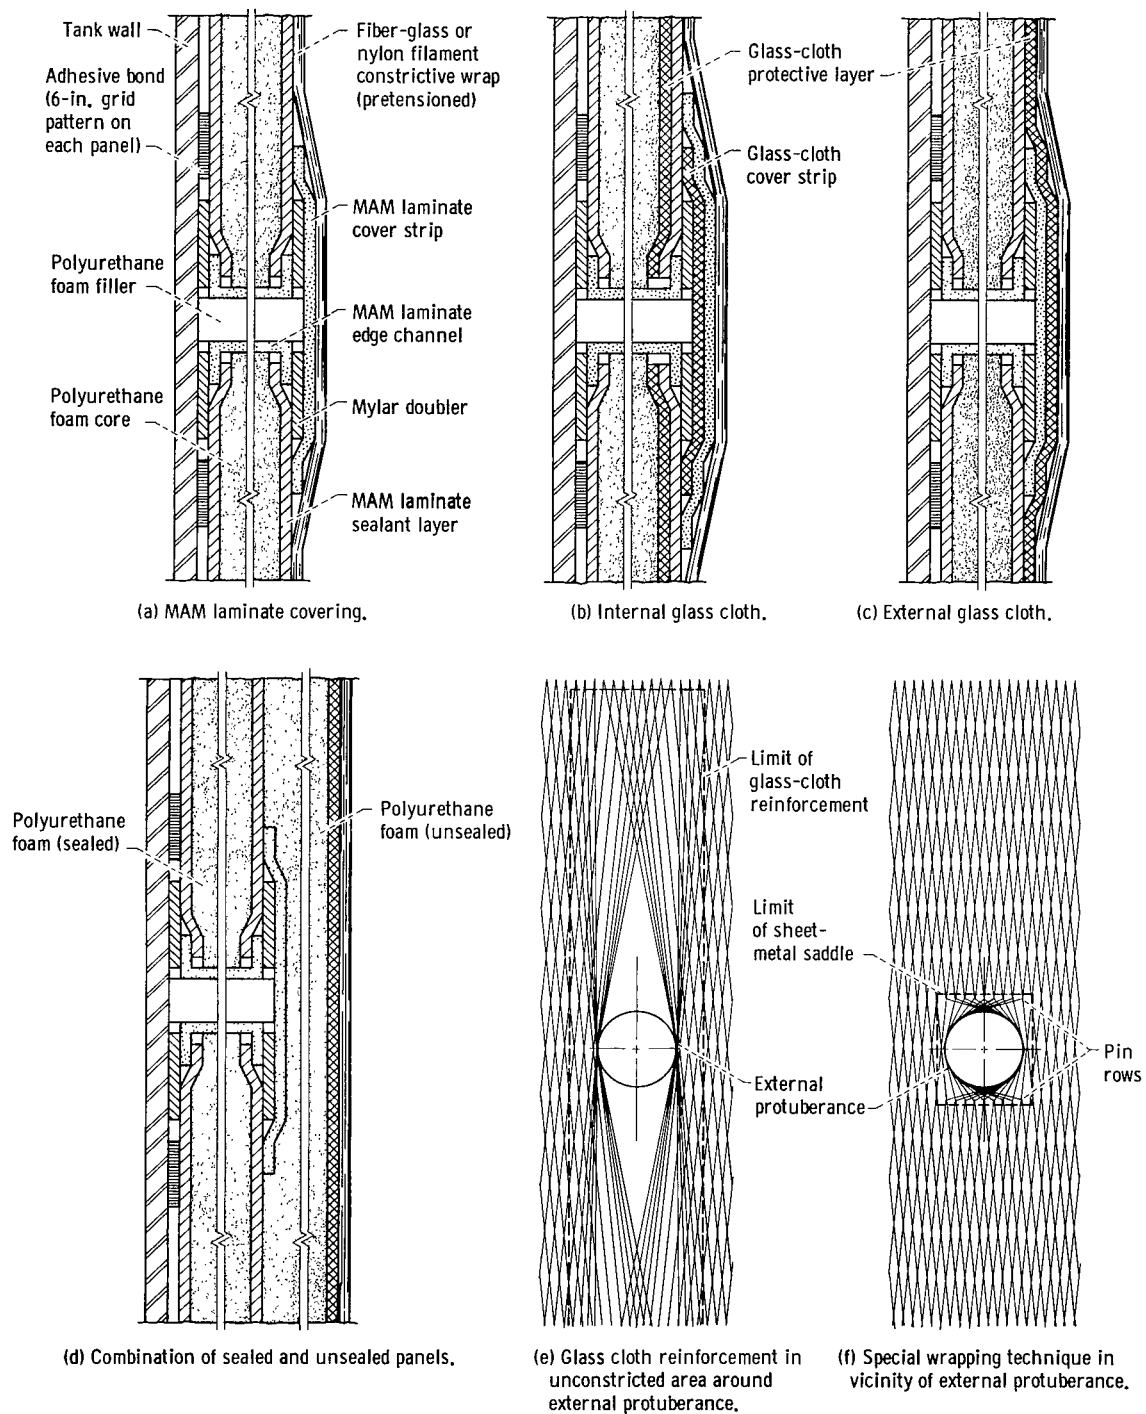 Tank wall
Adhesive bond
(6-in. grid
pattern on
each panel)
Polyurethane
foam filler
Polyurethane
foam core
Fiber-glass or
nylon filament
constrictive wrap
(pretensioned)
MAM laminate
cover strip
MAM laminate
edge channel
Mylar doubler
MAM laminate
sealant layer
Glass-cloth
protective layer
Glass-cloth
cover strip
(a) MAM laminate covering.
(b) Internal glass cloth.
(c) External glass cloth.
Polyurethane
foam (sealed)
Polyurethane
foam (unsealed)
Limit of
glass-cloth
reinforcement
Limit
of sheet-
metal saddle
External
protuberance
Pin
rows
(d) Combination of sealed and unsealed panels.
(e) Glass cloth reinforcement in
unconstricted area around
external protuberance.
(f) Special wrapping technique in
vicinity of external protuberance.